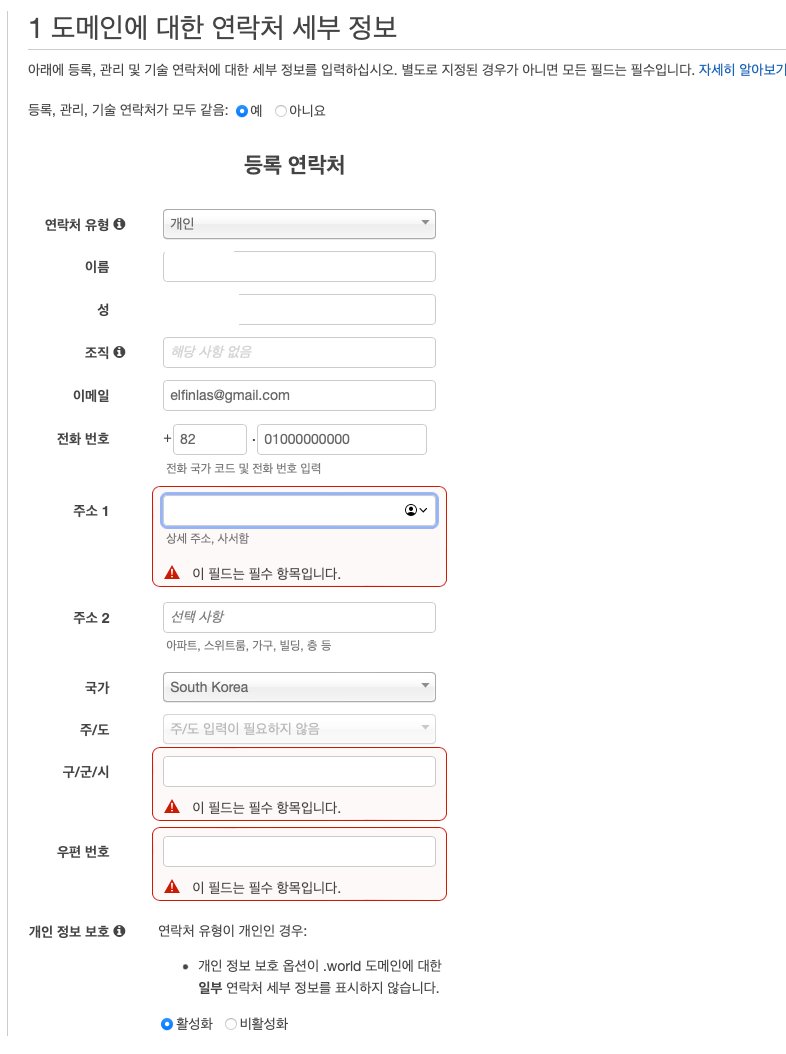 1 도메인에 대한 연락처 세부 정보
아래에 등록, 관리 및 기술 연락처에 대한 세부 정보를 입력하십시오. 별도로 지정된 경우가 아니면 모든 필드는 필수입니다. 자세히 알아보기
등록, 관리, 기술 연락처가 모두 같음: 예 아니요
등록 연락처
연락처 유형 개인
이름
성
조직 해당 사항 없음
이메일 elfinlas@gmail.com
전화 번호 + 82 · 01000000000
전화 국가 코드 및 전화 번호 입력
주소 1
상세 주소, 사서함
이 필드는 필수 항목입니다.
주소 2 선택 사항
아파트, 스위트룸, 가구, 빌딩, 층 등
국가 South Korea
주/도 주/도 입력이 필요하지 않음
구/군/시
이 필드는 필수 항목입니다.
우편 번호
이 필드는 필수 항목입니다.
개인 정보 보호 연락처 유형이 개인인 경우:
• 개인 정보 보호 옵션이 .world 도메인에 대한
일부 연락처 세부 정보를 표시하지 않습니다.
활성화 비활성화